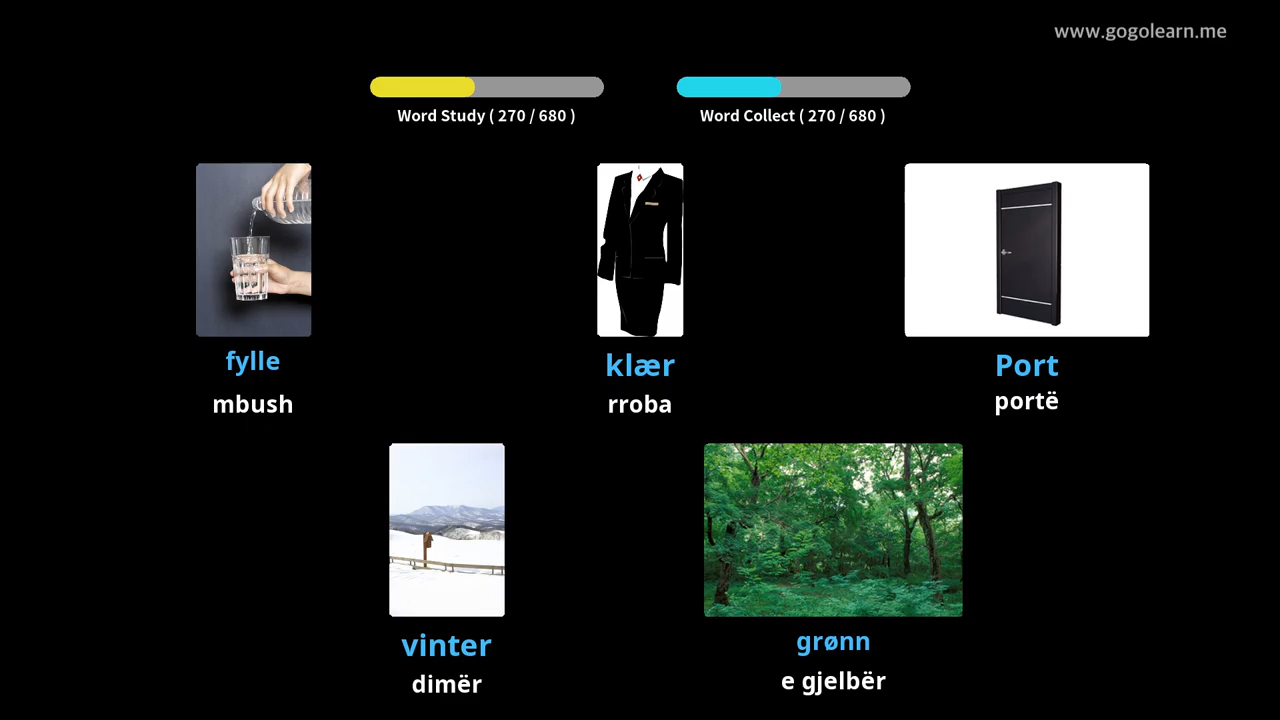 www.gogolearn.me
Word Study ( 270 / 680 )
Word Collect ( 270 / 680 )
fylle
mbush
klær
rroba
Port
portë
vinter
dimër
grønn
e gjelbër